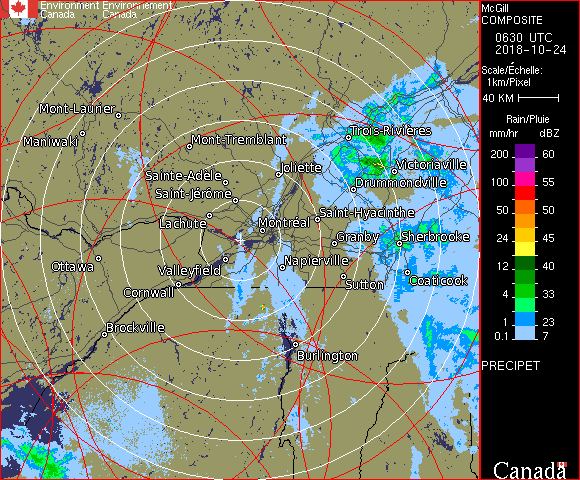 Environment Environnement
Canada Canada
McGill
COMPOSITE
0630 UTC
2018-10-24
Scale/Échelle:
1km/Pixel
40 KM
Rain/Pluie
mm/hr dBZ
200 60
150 57
100 55
50 50
24 45
12 40
4 33
1 23
0.1 7
PRECIPET
Canada
Mont-Laurier
Maniwaki
Mont-Tremblant
Trois-Rivières
Joliette
Victoriaville
Sainte-Adèle
Drummondville
Saint-Jérôme
Lachute
Saint-Hyacinthe
Montréal
Granby
Sherbrooke
Ottawa
Valleyfield
Napierville
Cornwall
Sutton
Coaticook
Brockville
Burlington